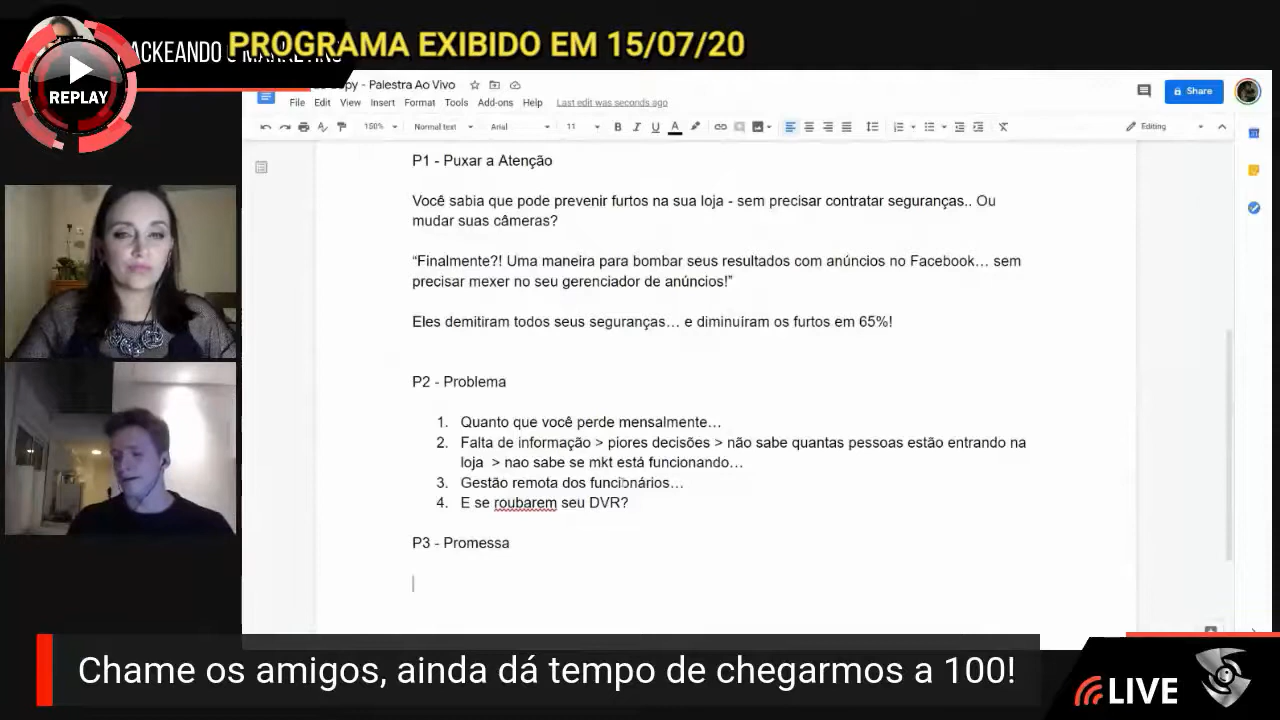 PROGRAMA EXIBIDO EM 15/07/20
REPLAY
Copy - Palestra Ao Vivo
File Edit View Insert Format Tools Add-ons Help Last edit was seconds ago
Share
150% Normal text Arial 11 B I U A Editing
P1 - Puxar a Atenção
Você sabia que pode prevenir furtos na sua loja - sem precisar contratar seguranças.. Ou
mudar suas câmeras?
“Finalmente?! Uma maneira para bombar seus resultados com anúncios no Facebook… sem
precisar mexer no seu gerenciador de anúncios!”
Eles demitiram todos seus seguranças… e diminuíram os furtos em 65%!
P2 - Problema
1. Quanto que você perde mensalmente…
2. Falta de informação > piores decisões > não sabe quantas pessoas estão entrando na
loja > nao sabe se mkt está funcionando…
3. Gestão remota dos funcionários…
4. E se roubarem seu DVR?
P3 - Promessa
Chame os amigos, ainda dá tempo de chegarmos a 100!
LIVE